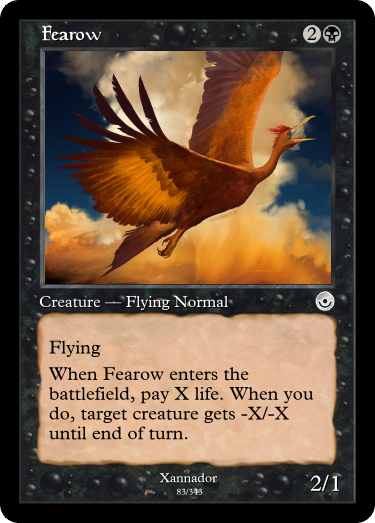 Fearow 2
Creature — Flying Normal
Flying
When Fearow enters the
battlefield, pay X life. When you
do, target creature gets -X/-X
until end of turn.
Xannador
83/343
2/1